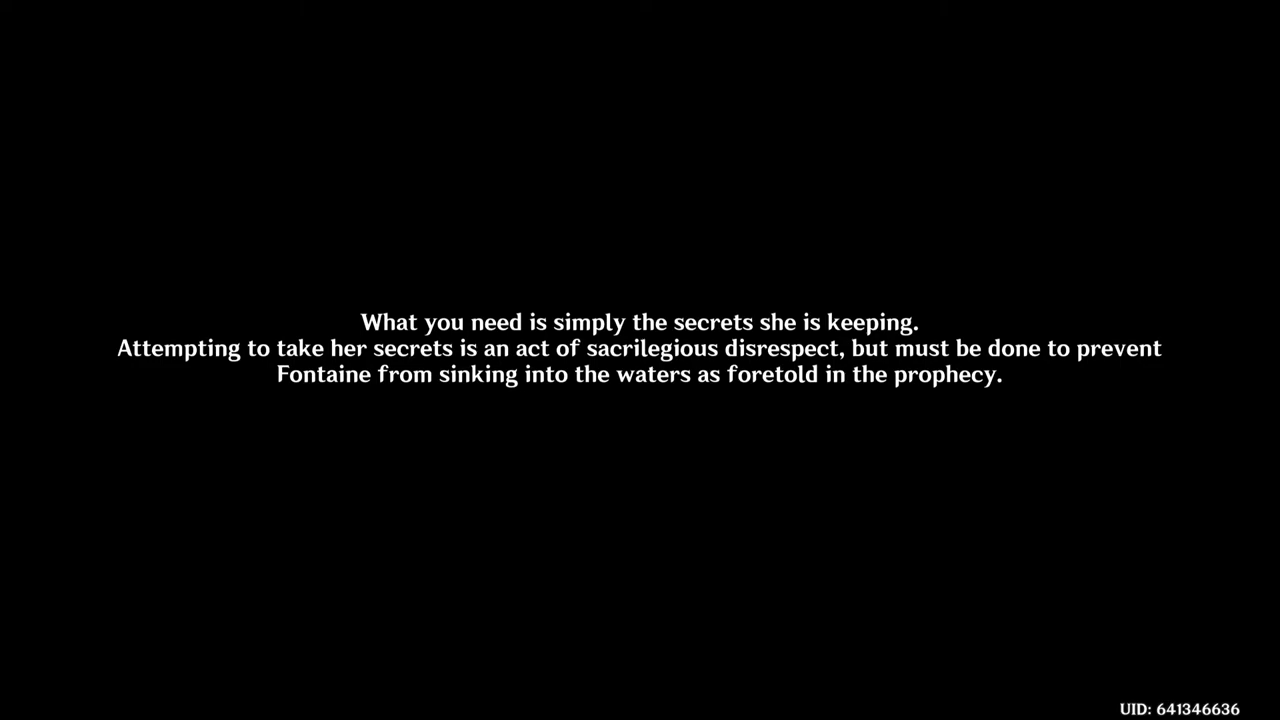 What you need is simply the secrets she is keeping.
Attempting to take her secrets is an act of sacrilegious disrespect, but must be done to prevent
Fontaine from sinking into the waters as foretold in the prophecy.
UID: 641346636